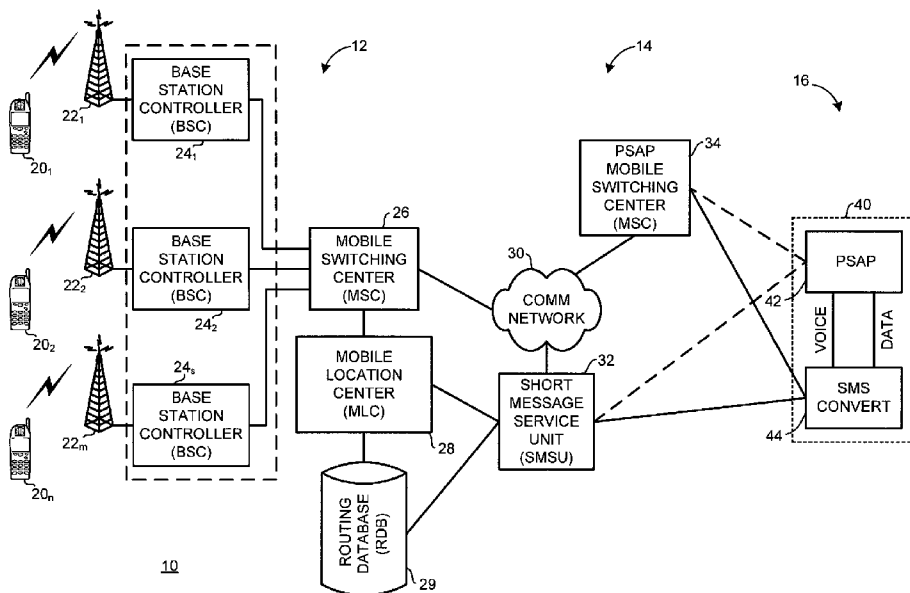 12
14
16
BASE
STATION
CONTROLLER
(BSC)
22₁
24₁
20₁
PSAP
MOBILE
SWITCHING
CENTER
(MSC)
34
BASE
STATION
CONTROLLER
(BSC)
22₂
24₂
20₂
26
MOBILE
SWITCHING
CENTER
(MSC)
30
COMM
NETWORK
40
PSAP
42
VOICE
DATA
SMS
CONVERT
44
24ₛ
BASE
STATION
CONTROLLER
(BSC)
22ₘ
20ₙ
MOBILE
LOCATION
CENTER
(MLC)
28
32
SHORT
MESSAGE
SERVICE
UNIT
(SMSU)
ROUTING
DATABASE
(RDB)
29
10